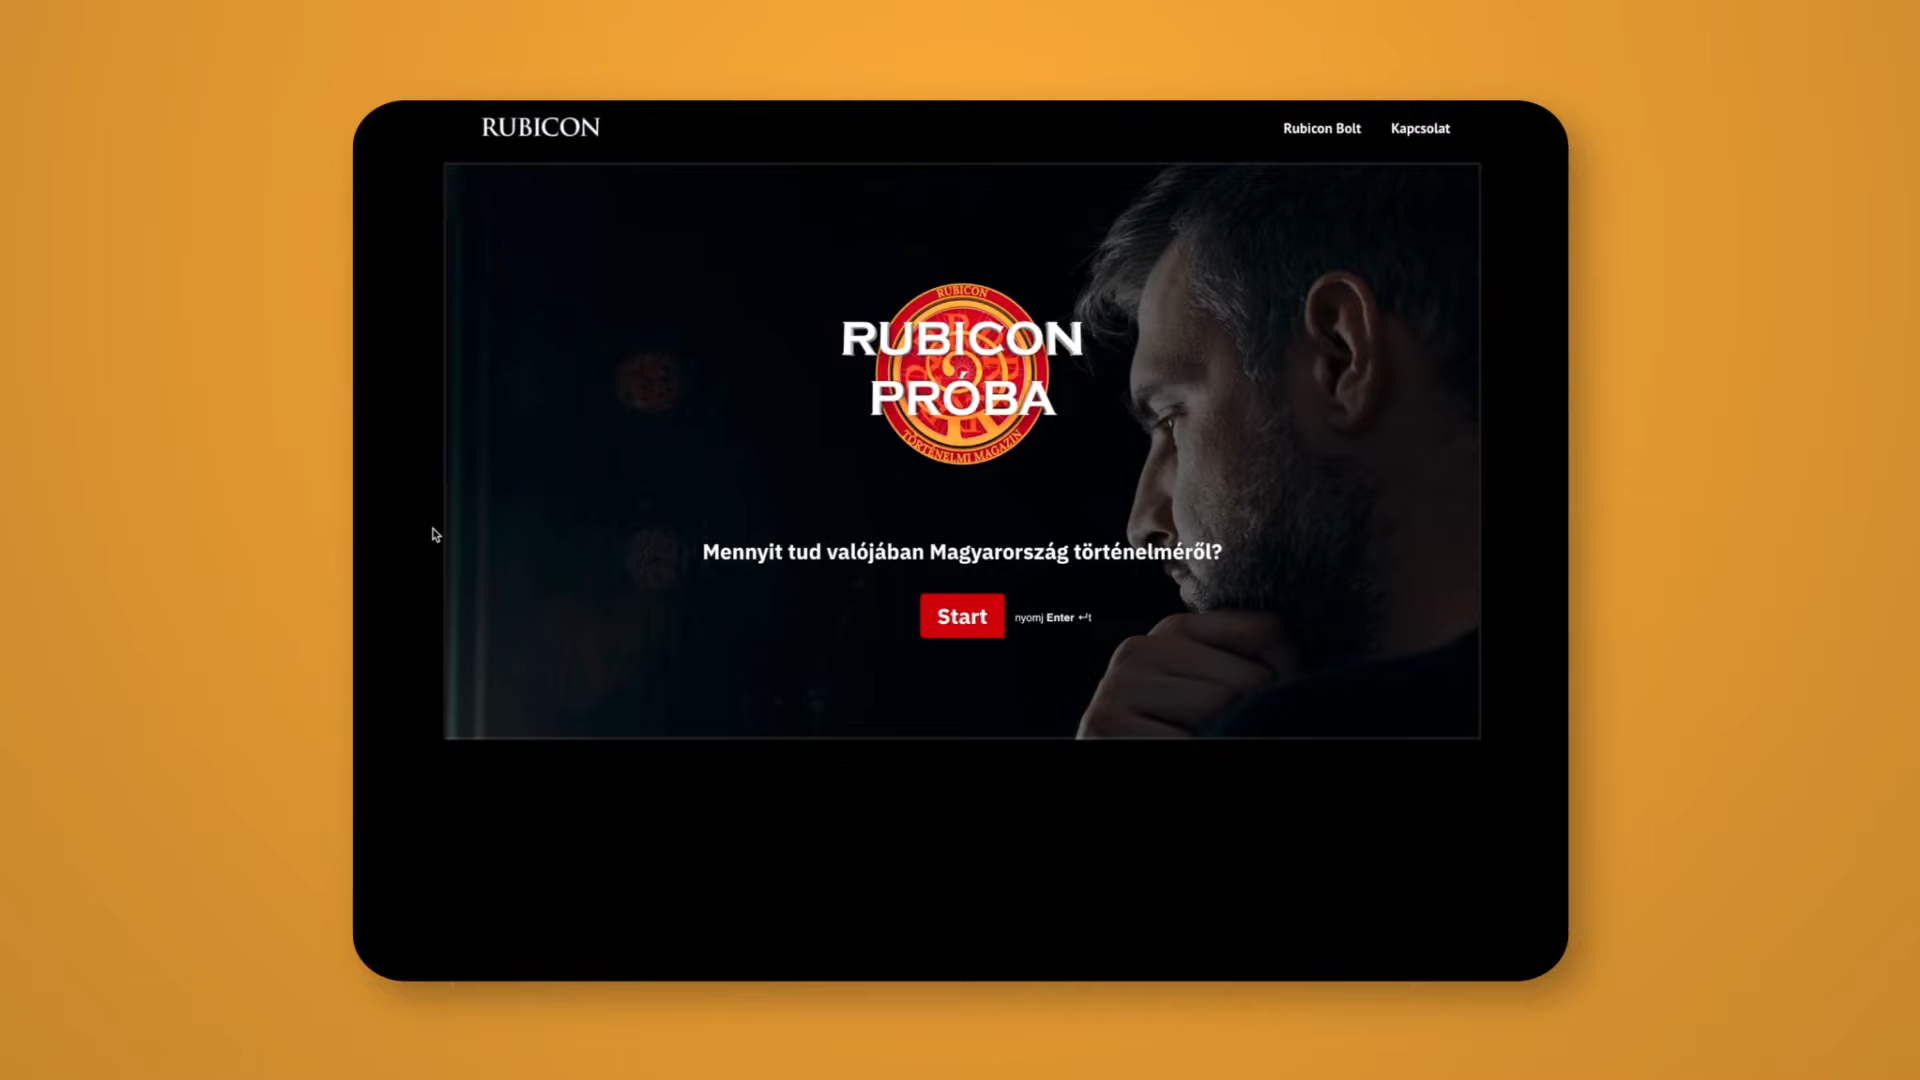 RUBICON
Rubicon Bolt
Kapcsolat
RUBICON
RUBICON
PRÓBA
TÖRTÉNELMI MAGAZIN
Mennyit tud valójában Magyarország történelméről?
Start
nyomj Enter ↵t